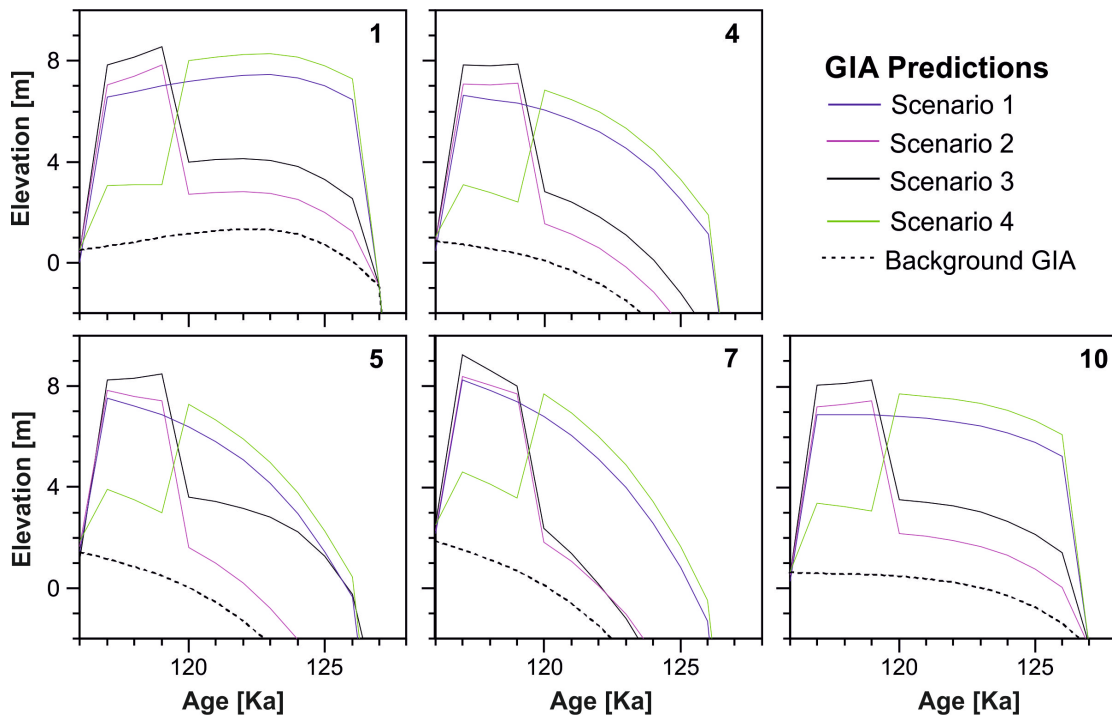 1
4
GIA Predictions
Scenario 1
Scenario 2
Scenario 3
Scenario 4
Background GIA
Elevation [m]
8
4
0
5
7
10
Elevation [m]
8
4
0
120
125
120
125
120
125
Age [Ka]
Age [Ka]
Age [Ka]